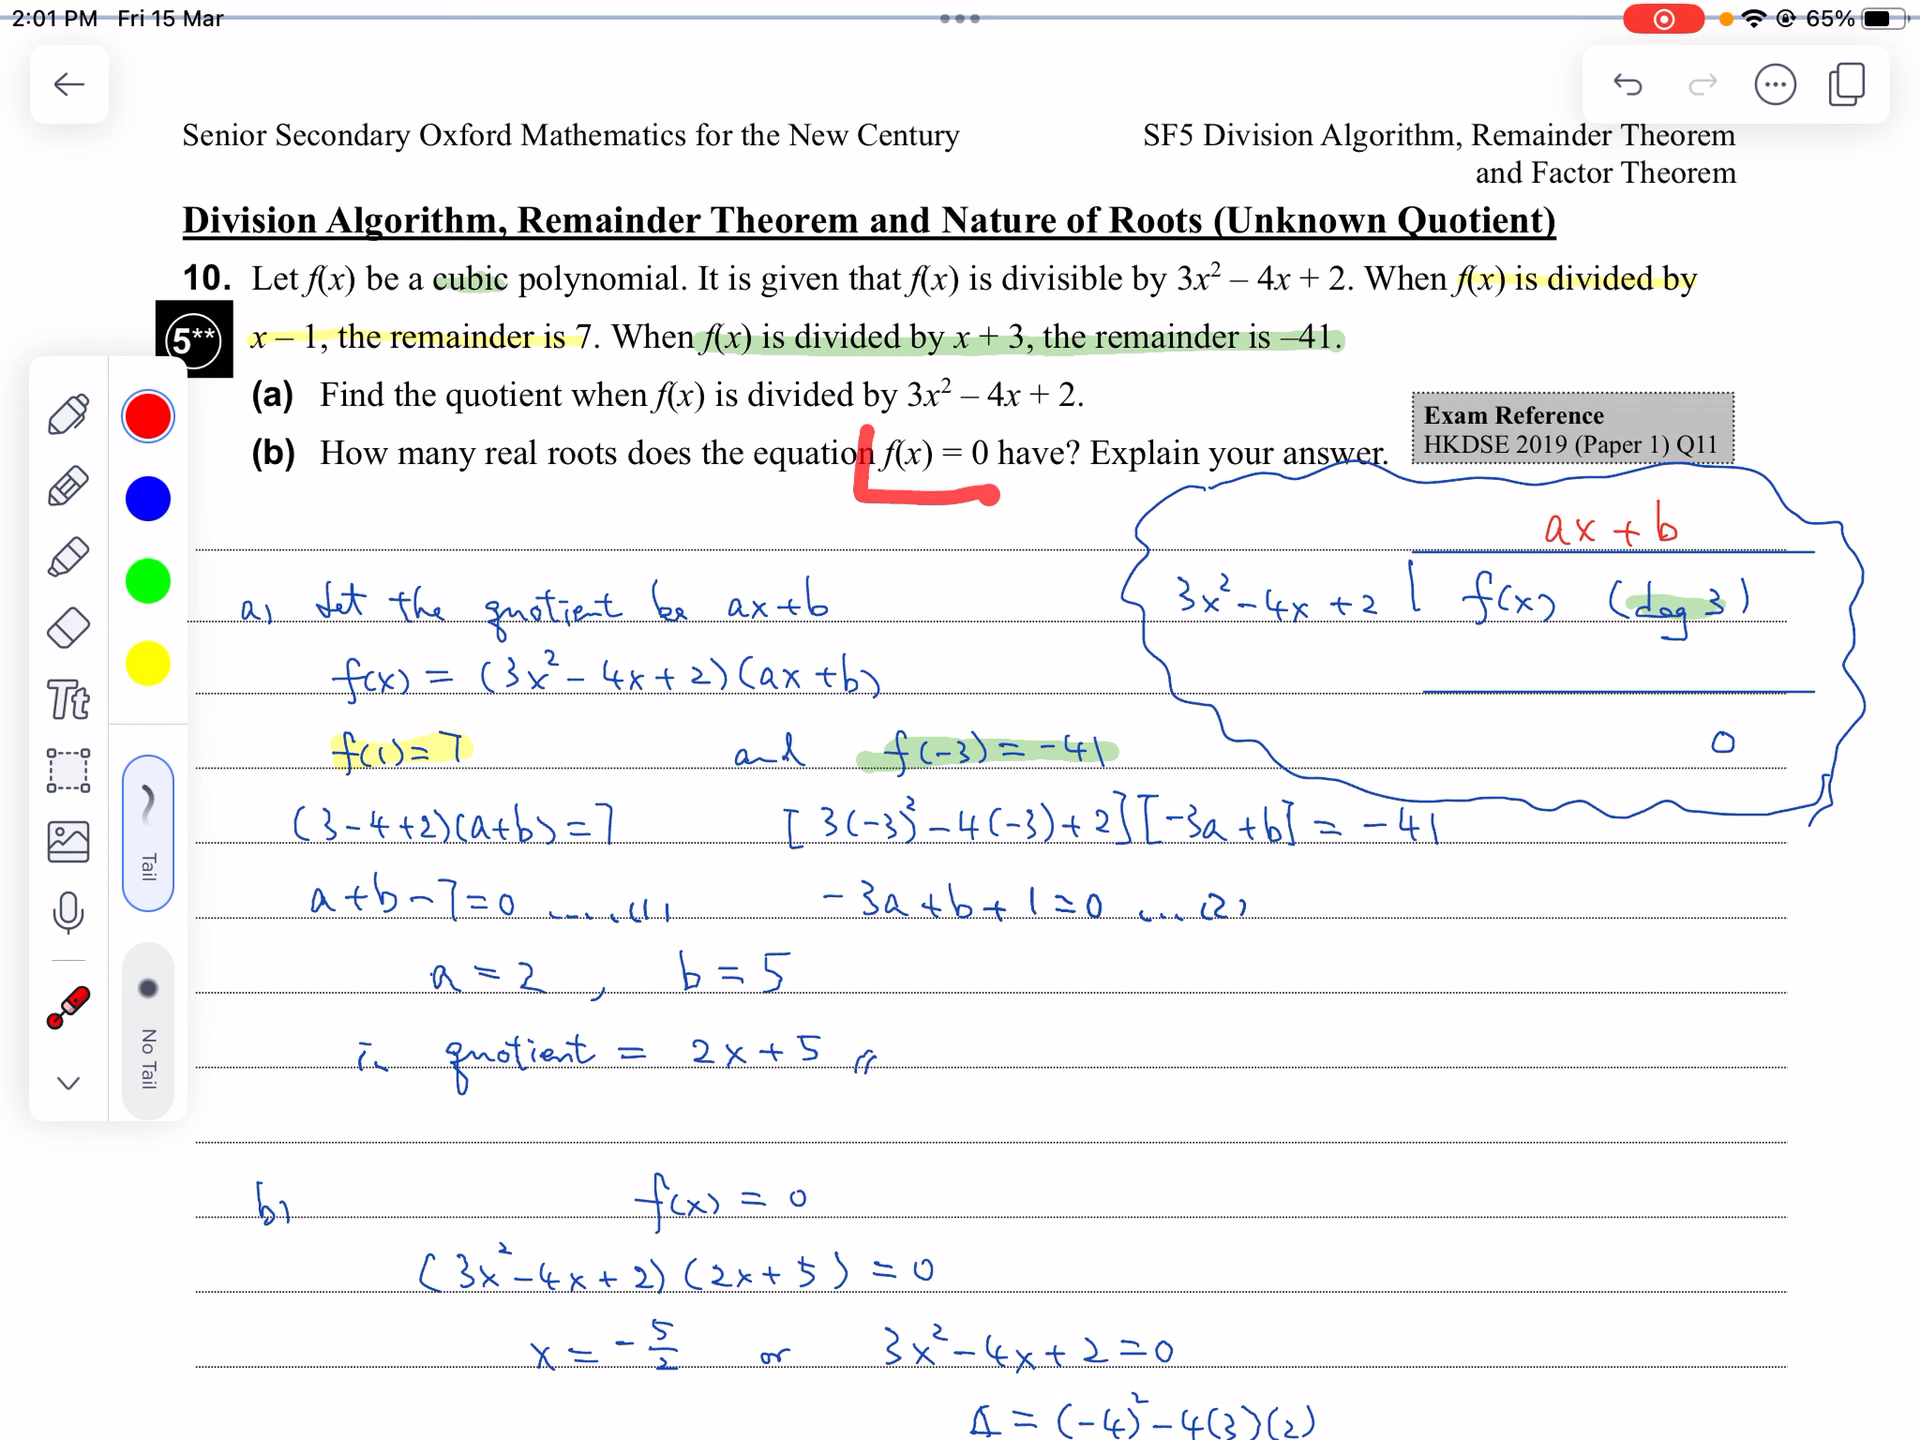 2:01 PM Fri 15 Mar 65%
Senior Secondary Oxford Mathematics for the New Century SF5 Division Algorithm, Remainder Theorem
and Factor Theorem
Division Algorithm, Remainder Theorem and Nature of Roots (Unknown Quotient)
10. Let f(x) be a cubic polynomial. It is given that f(x) is divisible by 3x² – 4x + 2. When f(x) is divided by
5** x – 1, the remainder is 7. When f(x) is divided by x + 3, the remainder is –41.
(a) Find the quotient when f(x) is divided by 3x² – 4x + 2.
(b) How many real roots does the equation f(x) = 0 have? Explain your answer.
Exam Reference
HKDSE 2019 (Paper 1) Q11
ax + b
3x² - 4x + 2 f(x) (deg 3)
0
a) Let the quotient be ax+b
f(x) = (3x² - 4x + 2)(ax + b)
f(1) = 7 and f(-3) = -41
(3-4+2)(a+b) = 7 [3(-3)² - 4(-3) + 2][-3a + b] = -41
a + b - 7 = 0 .....(1) -3a + b + 1 = 0 ...(2)
a = 2 , b = 5
∴ quotient = 2x + 5 //
b) f(x) = 0
(3x² - 4x + 2)(2x + 5) = 0
x = -5/2 or 3x² - 4x + 2 = 0
Δ = (-4)² - 4(3)(2)
Tt
Tail
No Tail